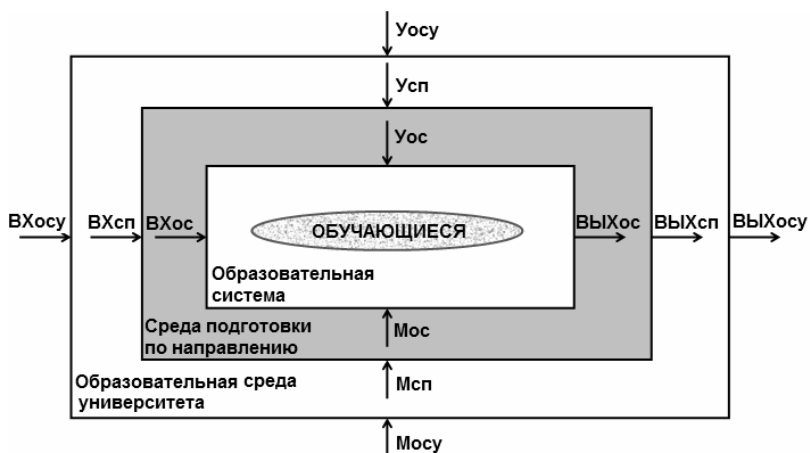 Уосу
Усп
Уос
ВХосу
ВХсп
ВХос
ОБУЧАЮЩИЕСЯ
ВЫХос
ВЫХсп
ВЫХосу
Образовательная
система
Среда подготовки
по направлению
Мос
Образовательная среда
университета
Мсп
Мосу